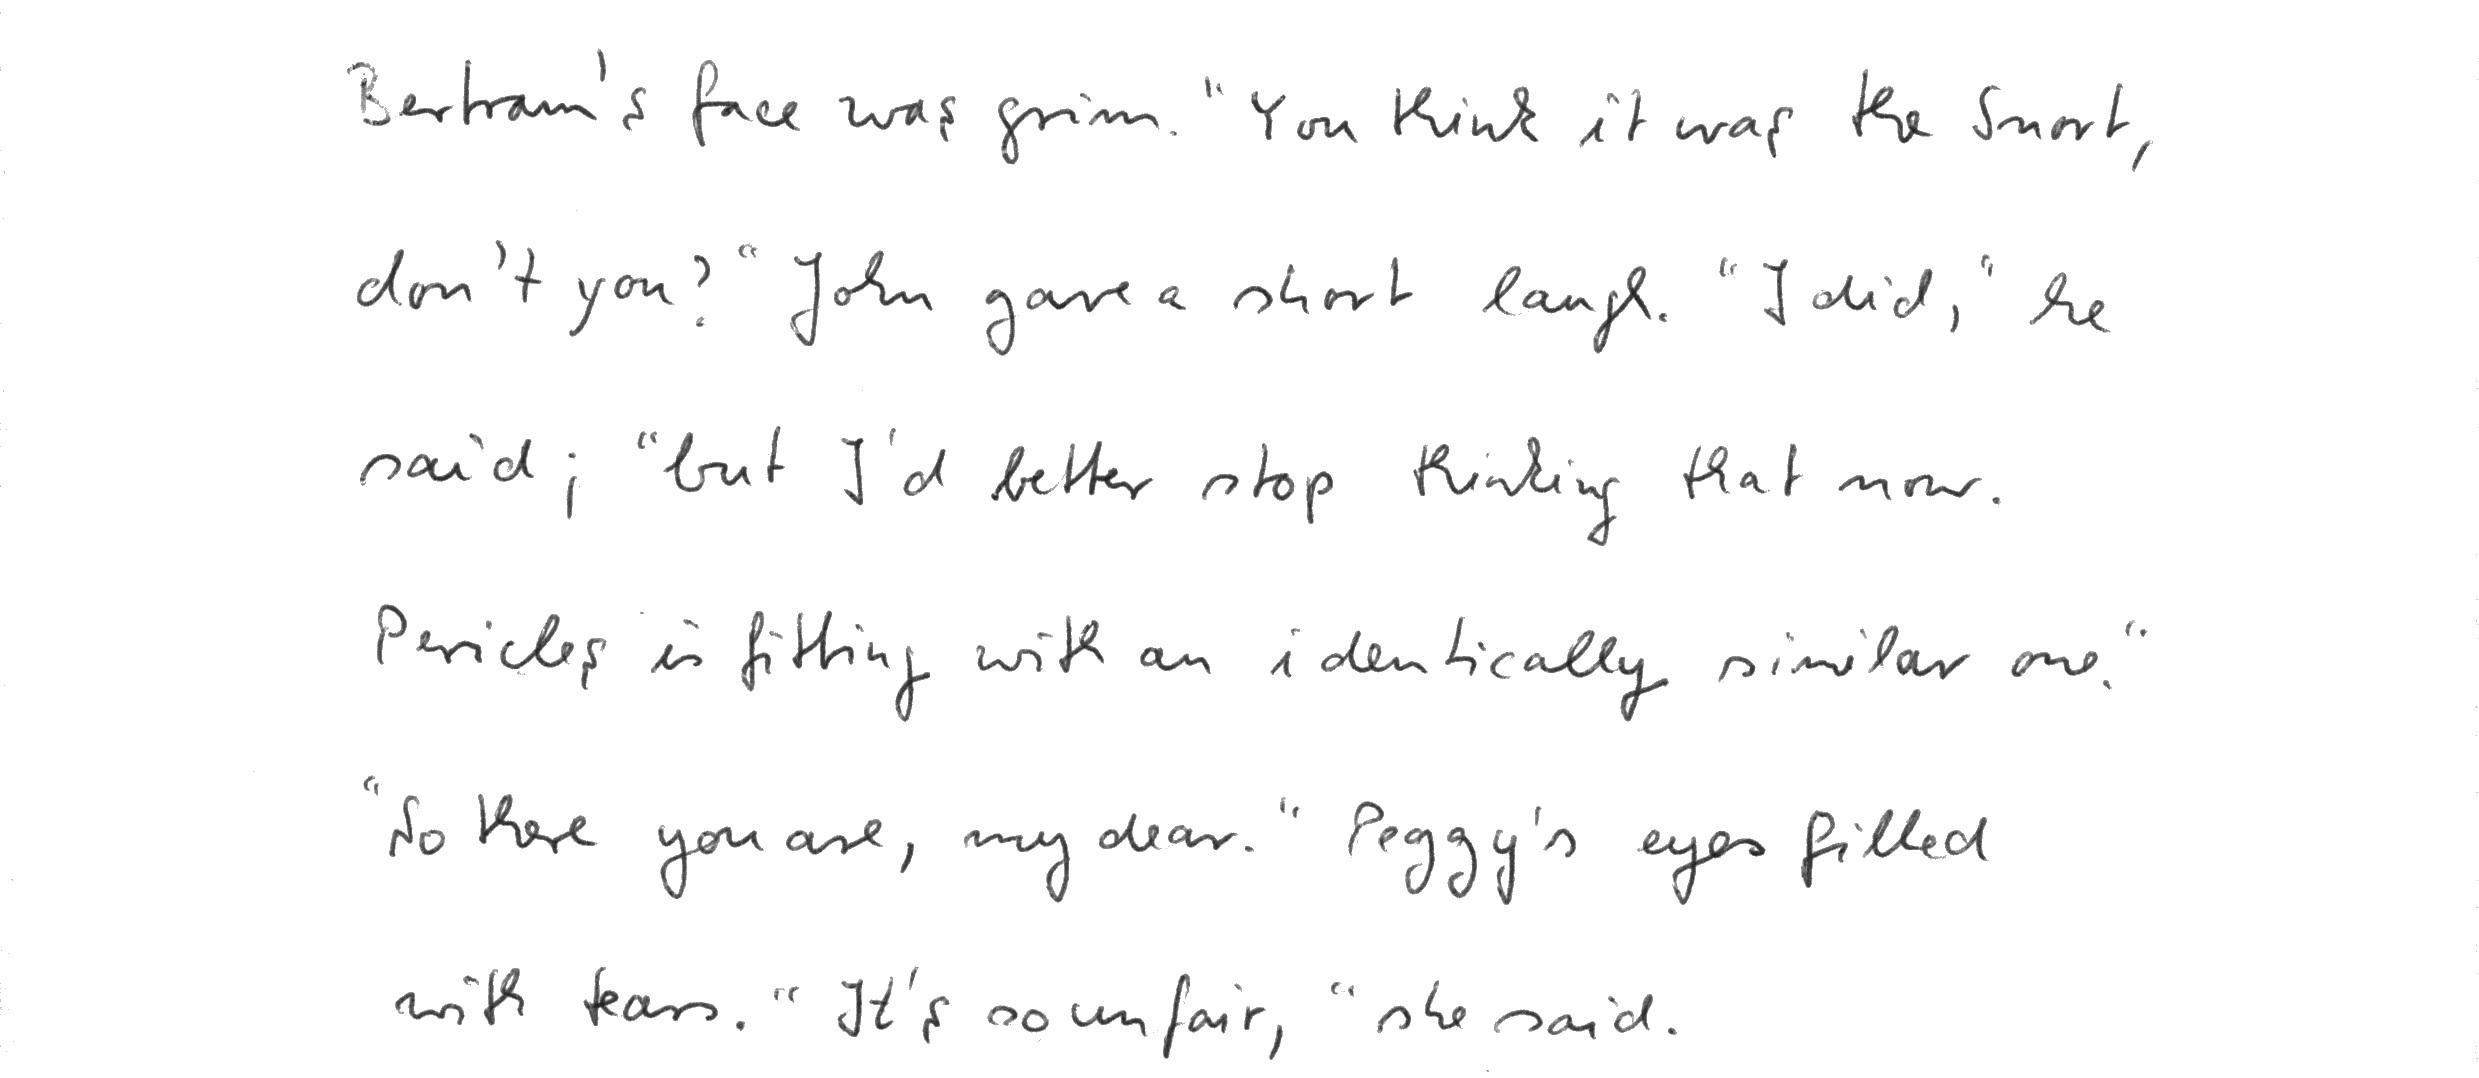 Bertram's face was grim. "You think it was the Snort,
don't you?" John gave a short laugh. "I did," he
said; "but I'd better stop thinking that now.
Pericles is fitting with an identically similar one."
"So there you are, my dear." Peggy's eyes filled
with tears. "It's so unfair," she said.